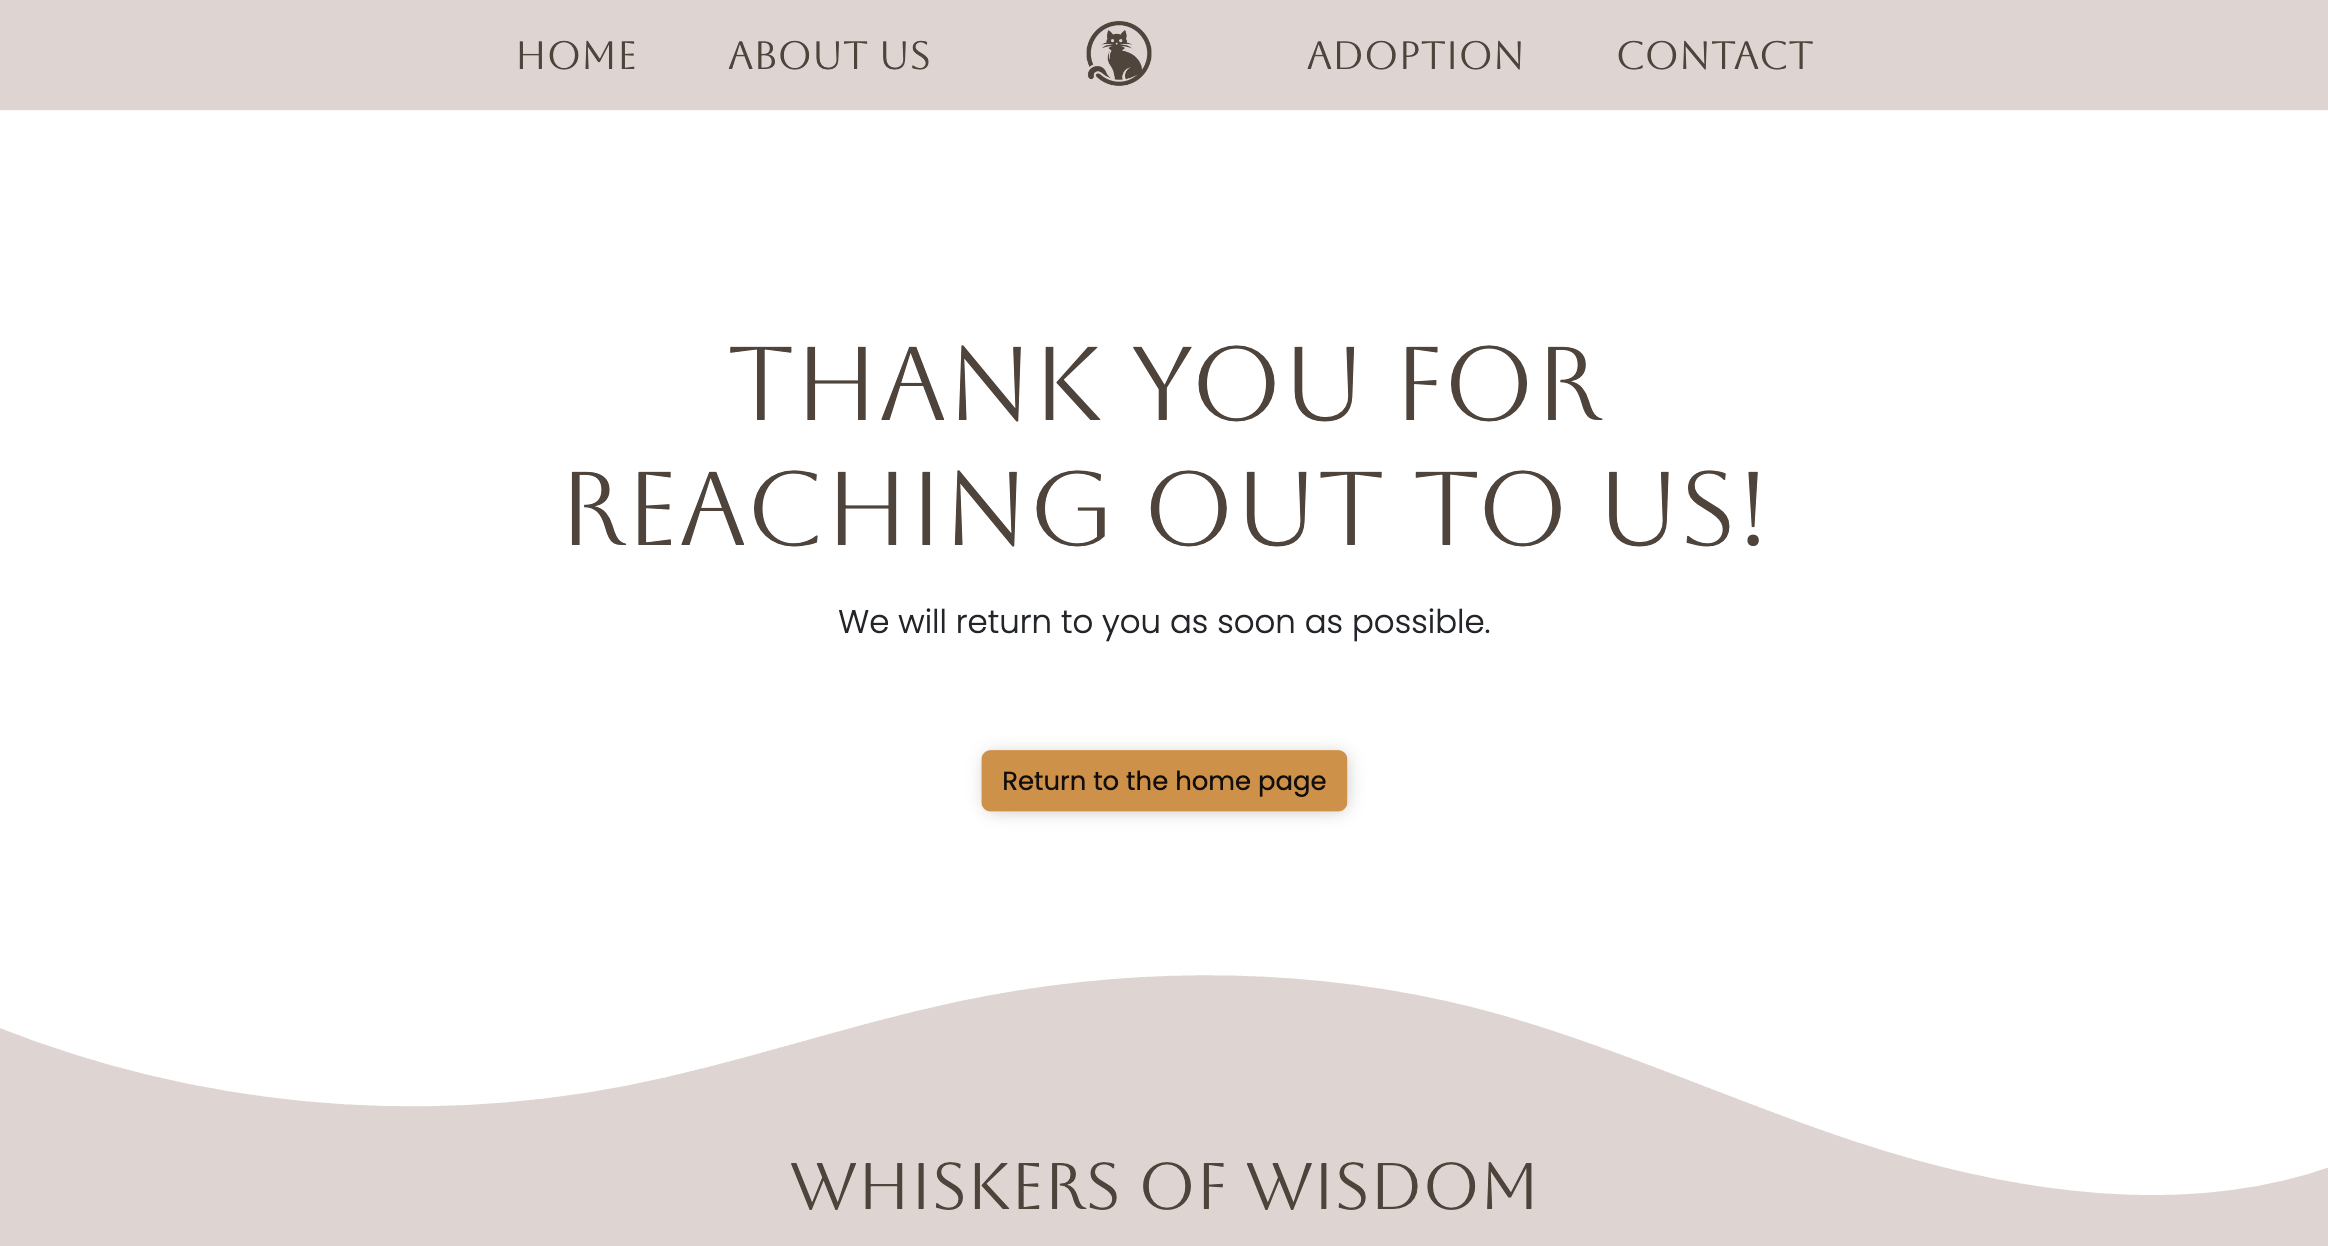 HOME
ABOUT US
ADOPTION
CONTACT
THANK YOU FOR
REACHING OUT TO US!
We will return to you as soon as possible.
Return to the home page
WHISKERS OF WISDOM